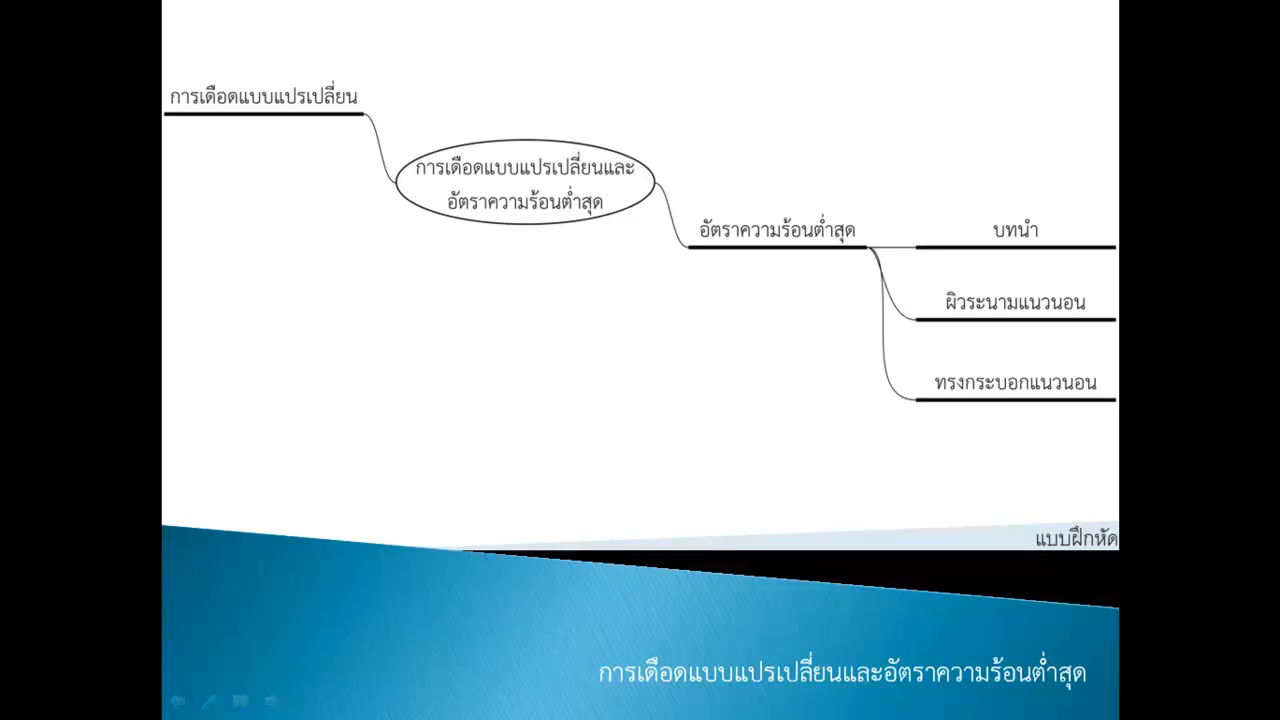 การเดือดแบบแปรเปลี่ยน
การเดือดแบบแปรเปลี่ยนและ
อัตราความร้อนต่ำสุด
อัตราความร้อนต่ำสุด
บทนำ
ผิวระนามแนวนอน
ทรงกระบอกแนวนอน
แบบฝึกหัด
การเดือดแบบแปรเปลี่ยนและอัตราความร้อนต่ำสุด